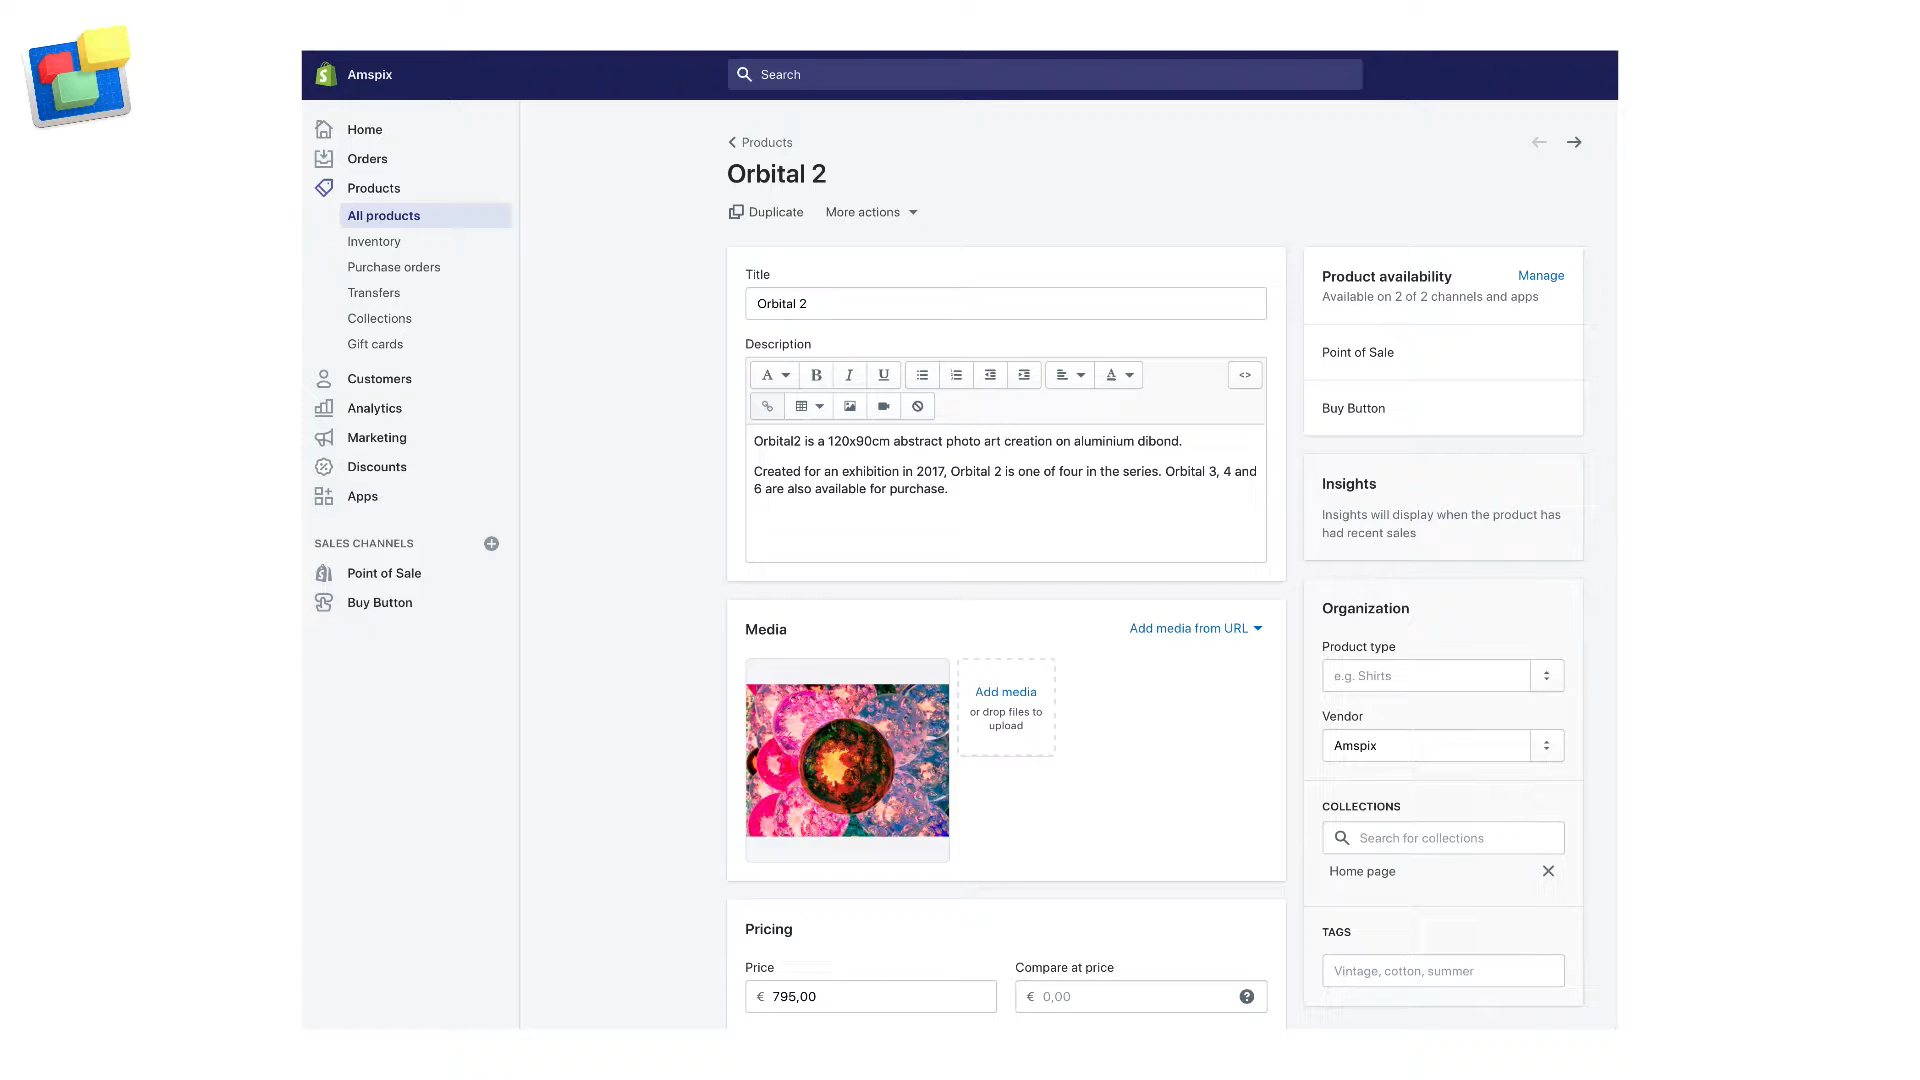 Amspix
Search
Home
Orders
Products
All products
Inventory
Purchase orders
Transfers
Collections
Gift cards
Customers
Analytics
Marketing
Discounts
Apps
SALES CHANNELS
Point of Sale
Buy Button
Products
Orbital 2
Duplicate More actions
Title
Orbital 2
Description
A B I U A <>
Orbital2 is a 120x90cm abstract photo art creation on aluminium dibond.
Created for an exhibition in 2017, Orbital 2 is one of four in the series. Orbital 3, 4 and
6 are also available for purchase.
Media Add media from URL
Add media
or drop files to
upload
Pricing
Price Compare at price
€ 795,00 € 0,00
Product availability Manage
Available on 2 of 2 channels and apps
Point of Sale
Buy Button
Insights
Insights will display when the product has
had recent sales
Organization
Product type
e.g. Shirts
Vendor
Amspix
COLLECTIONS
Search for collections
Home page
TAGS
Vintage, cotton, summer